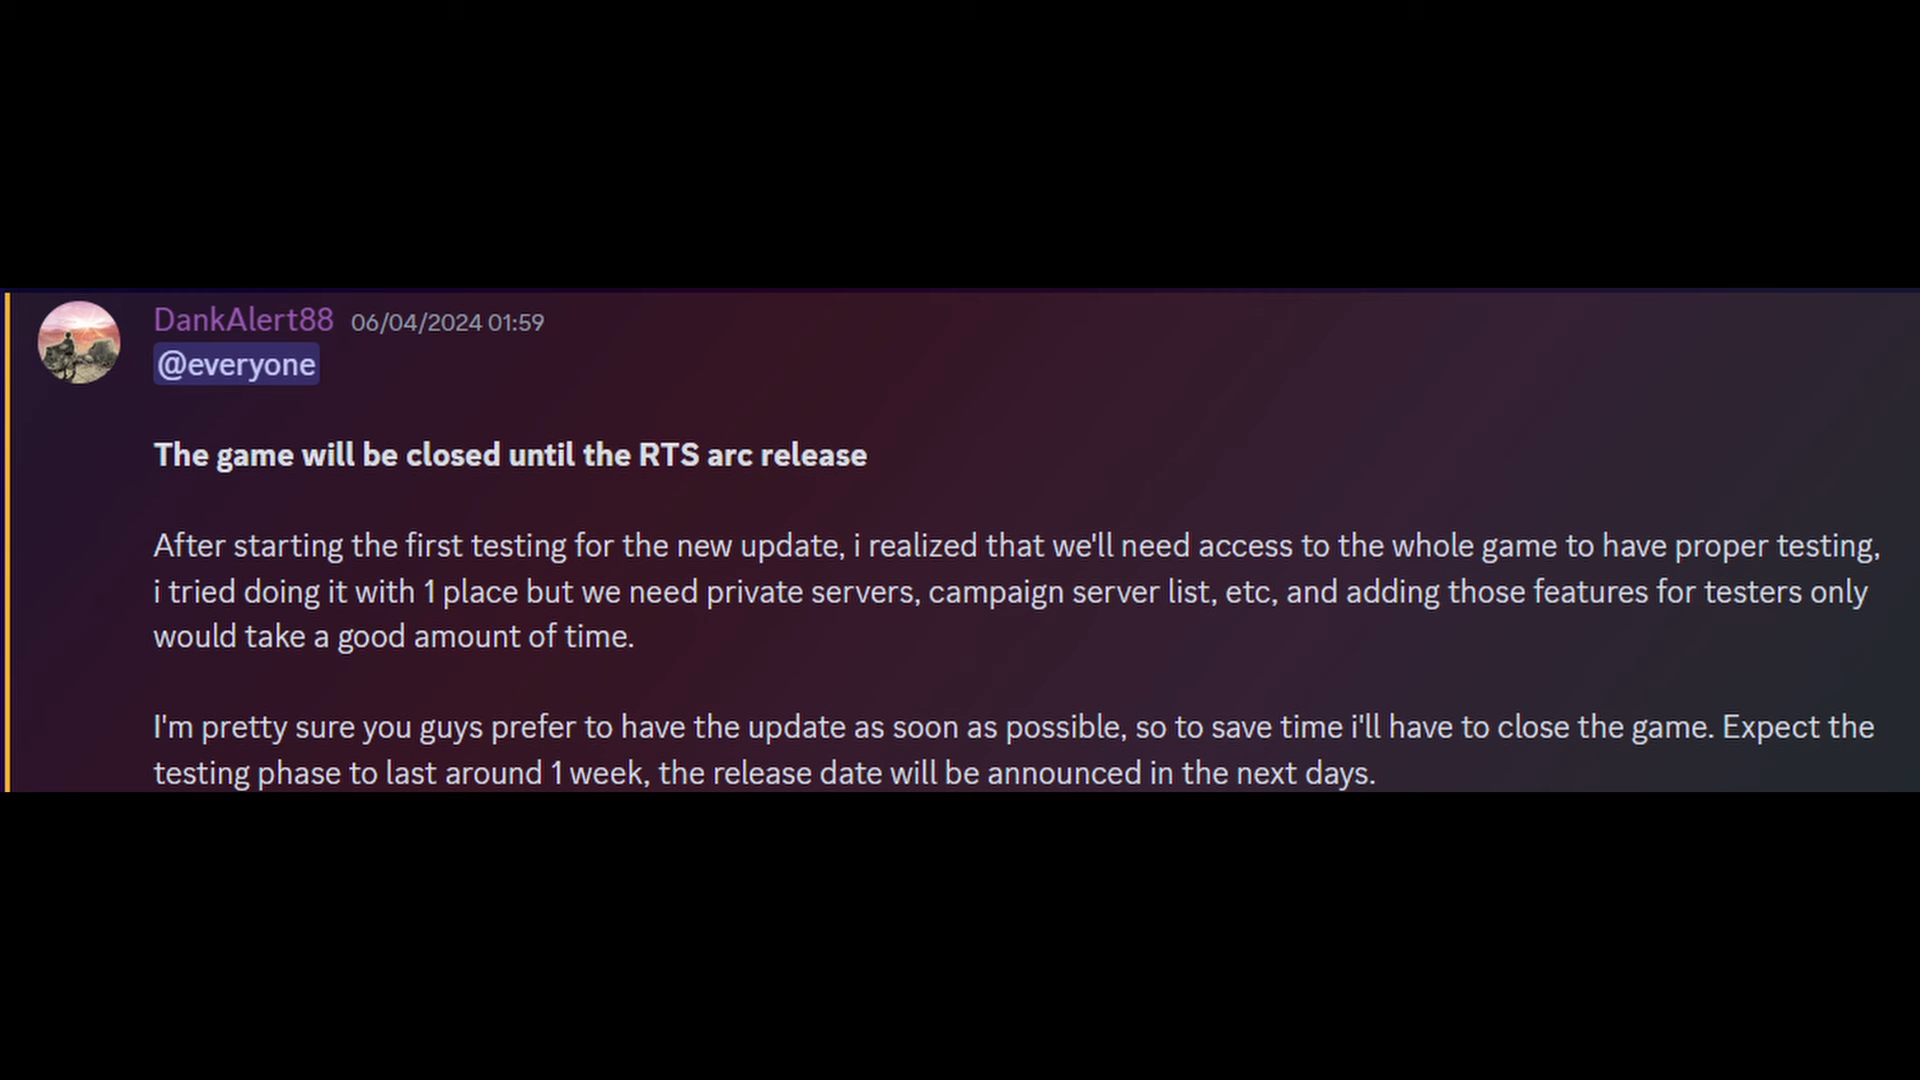 DankAlert88 06/04/2024 01:59
@everyone
The game will be closed until the RTS arc release
After starting the first testing for the new update, i realized that we'll need access to the whole game to have proper testing,
i tried doing it with 1 place but we need private servers, campaign server list, etc, and adding those features for testers only
would take a good amount of time.
I'm pretty sure you guys prefer to have the update as soon as possible, so to save time i'll have to close the game. Expect the
testing phase to last around 1 week, the release date will be announced in the next days.